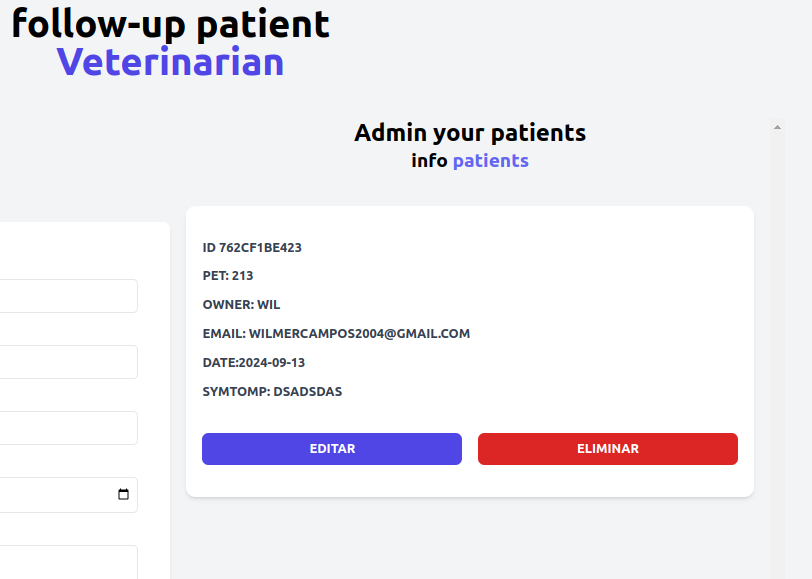 follow-up patient
Veterinarian
Admin your patients
info patients
ID 762CF1BE423
PET: 213
OWNER: WIL
EMAIL: WILMERCAMPOS2004@GMAIL.COM
DATE:2024-09-13
SYMTOMP: DSADSDAS
EDITAR
ELIMINAR